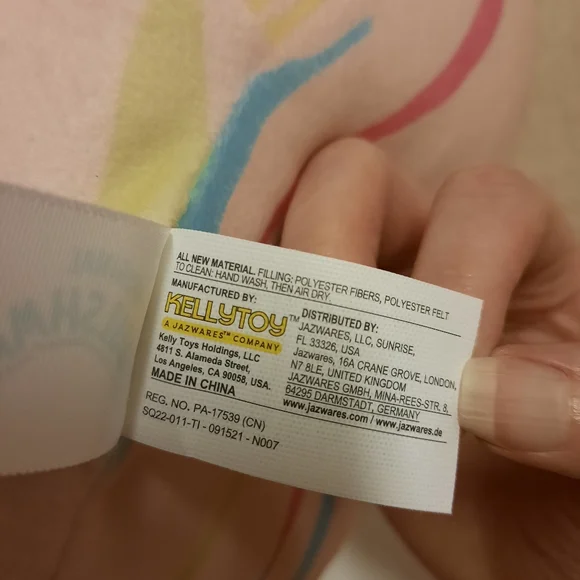 ALL NEW MATERIAL. FILLING: POLYESTER FIBERS, POLYESTER FELT
TO CLEAN: HAND WASH, THEN AIR DRY
MANUFACTURED BY:
KELLYTOY™
A JAZWARES™ COMPANY
Kelly Toys Holdings, LLC
4811 S. Alameda Street,
Los Angeles, CA 90058, USA.
MADE IN CHINA
DISTRIBUTED BY:
JAZWARES, LLC, SUNRISE,
FL 33326, USA
Jazwares, 16A CRANE GROVE, LONDON,
N7 8LE, UNITED KINGDOM
JAZWARES GMBH, MINA-REES-STR. 8,
64295 DARMSTADT, GERMANY
www.jazwares.com / www.jazwares.de
REG. NO. PA-17539 (CN)
SQ22-011-TI - 091521 - N007